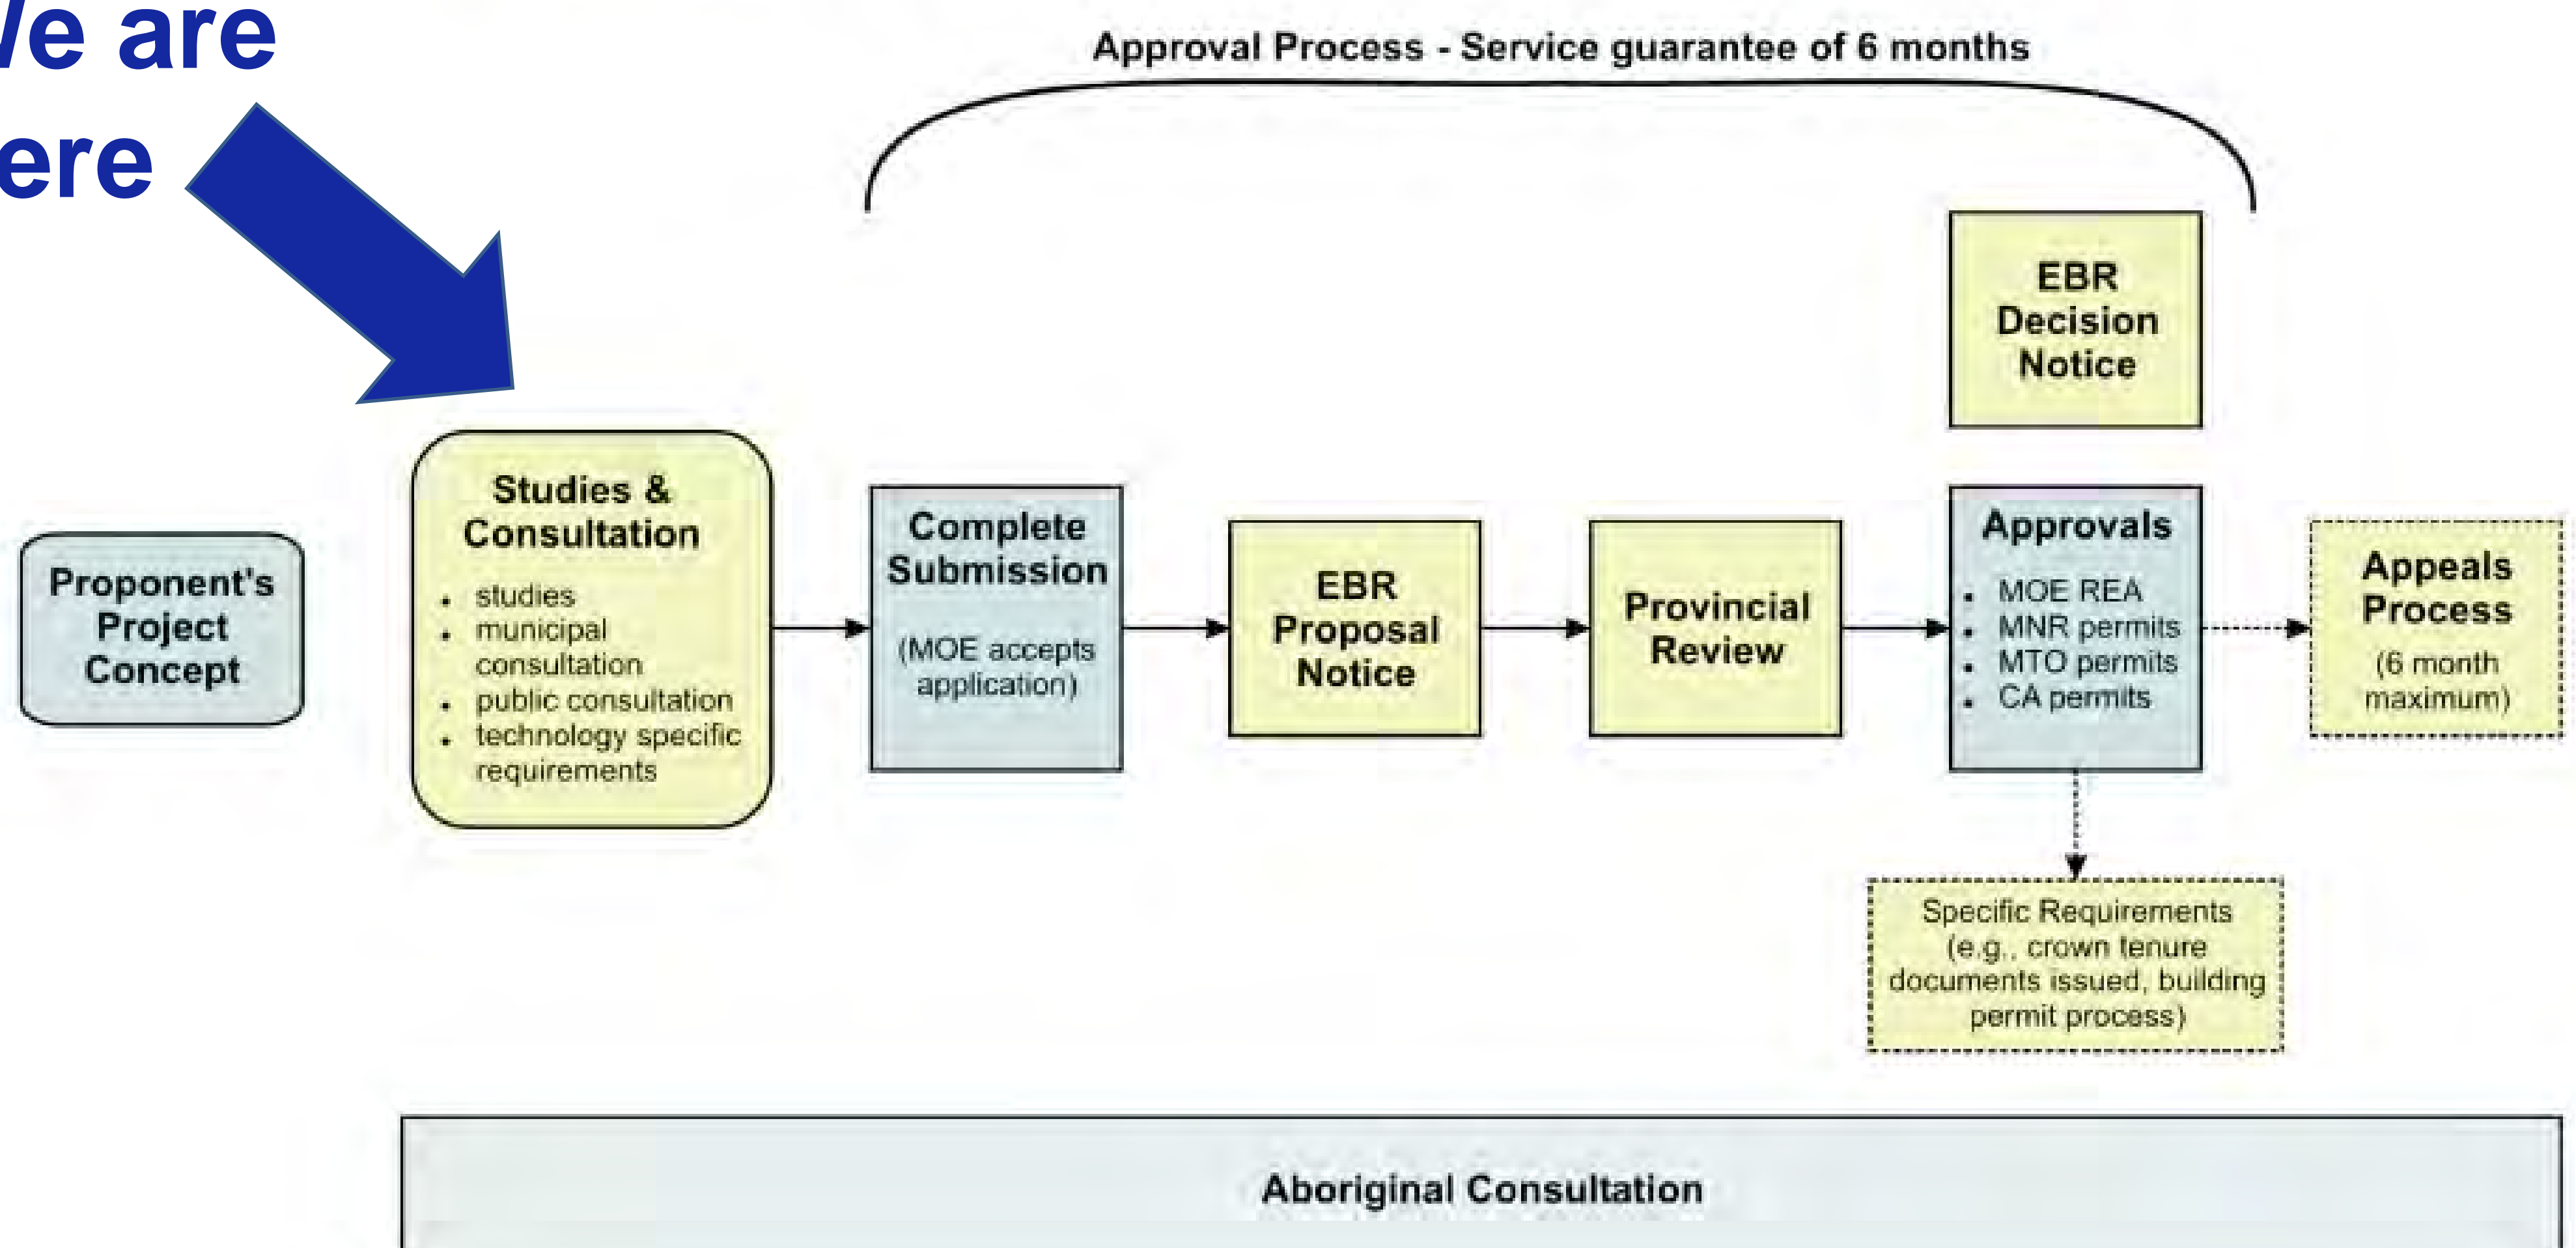 We are
ere
Approval Process - Service guarantee of 6 months
EBR
Decision
Notice
Proponent's
Project
Concept
Studies &
Consultation
• studies
• municipal
consultation
• public consultation
• technology specific
requirements
Complete
Submission
(MOE accepts
application)
EBR
Proposal
Notice
Provincial
Review
Approvals
• MOE REA
• MNR permits
• MTO permits
• CA permits
Appeals
Process
(6 month
maximum)
Specific Requirements
(e.g., crown tenure
documents issued, building
permit process)
Aboriginal Consultation